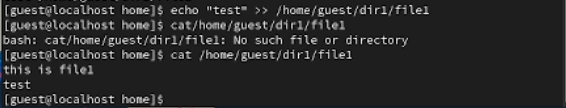 [guest@localhost home]$ echo "test" >> /home/guest/dir1/file1
[guest@localhost home]$ cat/home/guest/dir1/file1
bash: cat/home/guest/dir1/file1: No such file or directory
[guest@localhost home]$ cat /home/guest/dir1/file1
this is file1
test
[guest@localhost home]$